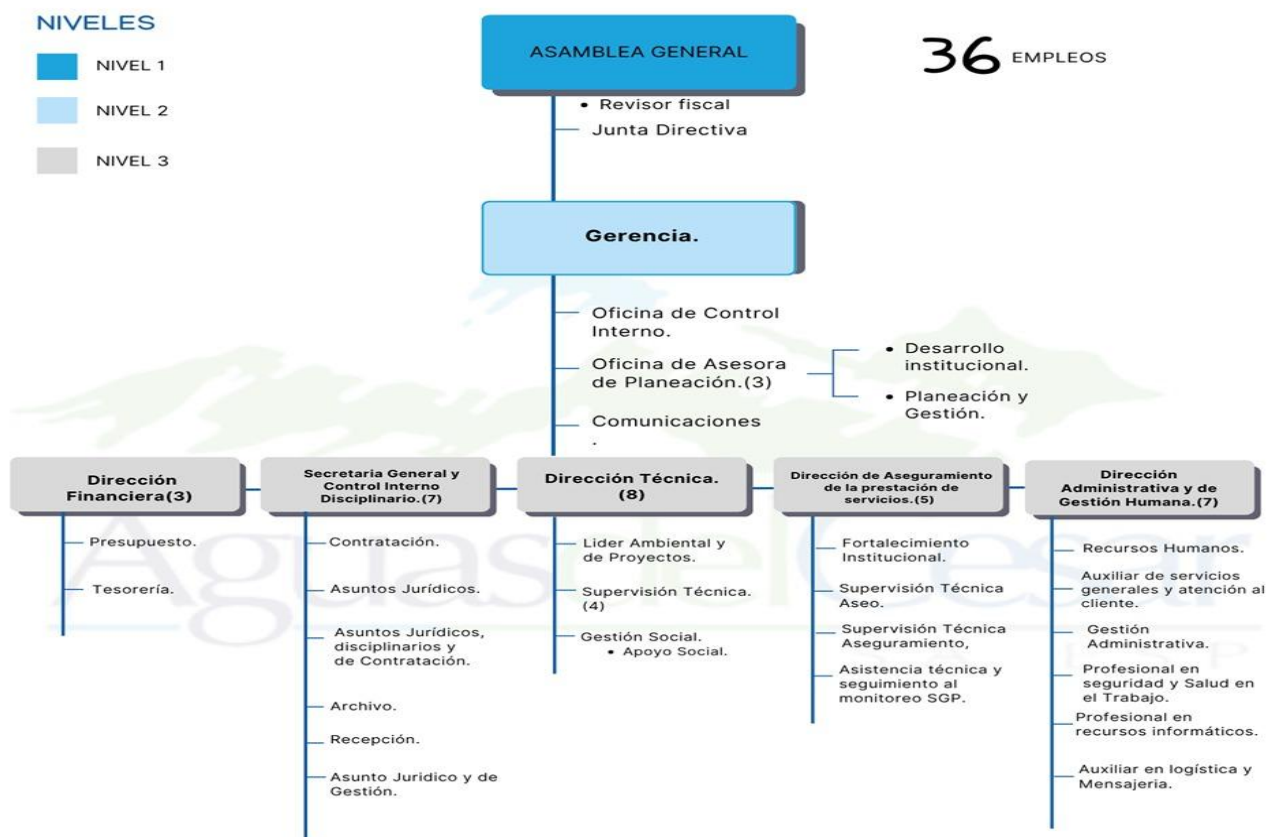 NIVELES
NIVEL 1
NIVEL 2
NIVEL 3
ASAMBLEA GENERAL
36 EMPLEOS
• Revisor fiscal
Junta Directiva
Gerencia.
Oficina de Control
Interno.
Oficina de Asesora
de Planeación.(3)
• Desarrollo
institucional.
• Planeación y
Gestión.
Comunicaciones
.
Dirección
Financiera(3)
Presupuesto.
Tesorería.
Secretaria General y
Control Interno
Disciplinario.(7)
Contratación.
Asuntos Jurídicos.
Asuntos Jurídicos,
disciplinarios y
de Contratación.
Archivo.
Recepción.
Asunto Juridico y de
Gestión.
Dirección Técnica.
(8)
Lider Ambiental y
de Proyectos.
Supervisión Técnica.
(4)
Gestión Social.
• Apoyo Social.
Dirección de Aseguramiento
de la prestación de
servicios.(5)
Fortalecimiento
Institucional.
Supervisión Técnica
Aseo.
Supervisión Técnica
Aseguramiento,
Asistencia técnica y
seguimiento al
monitoreo SGP.
Dirección
Administrativa y de
Gestión Humana.(7)
Recursos Humanos.
Auxiliar de servicios
generales y atención al
cliente.
Gestión
Administrativa.
Profesional en
seguridad y Salud en
el Trabajo.
Profesional en
recursos informáticos.
Auxiliar en logística y
Mensajeria.
Aguas del Cesar